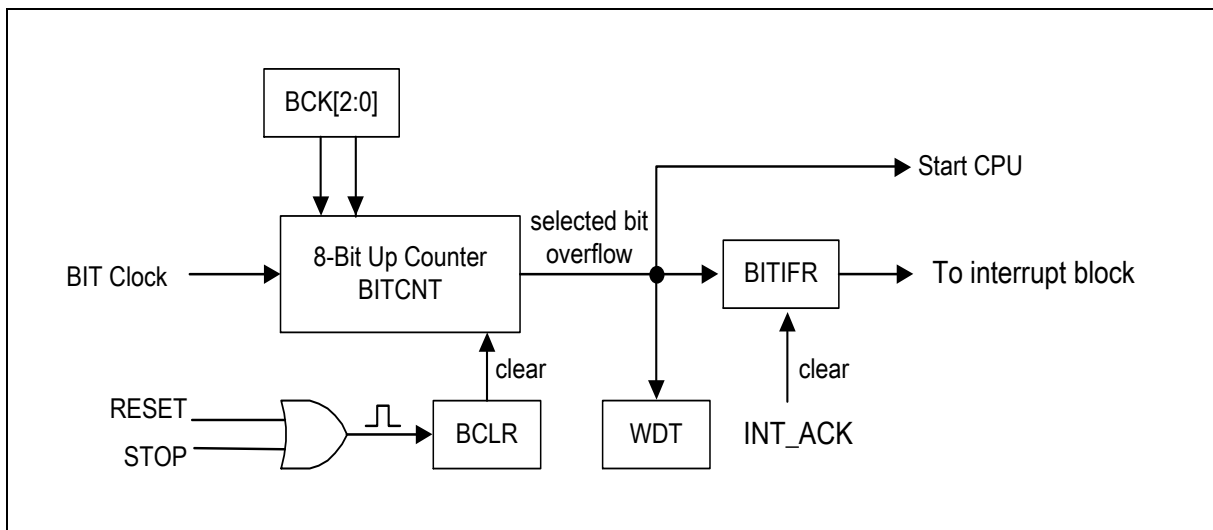 BCK[2:0]
Start CPU
selected bit
overflow
8-Bit Up Counter
BITCNT
BIT Clock
BITIFR
To interrupt block
clear
clear
RESET
STOP
BCLR
WDT
INT_ACK